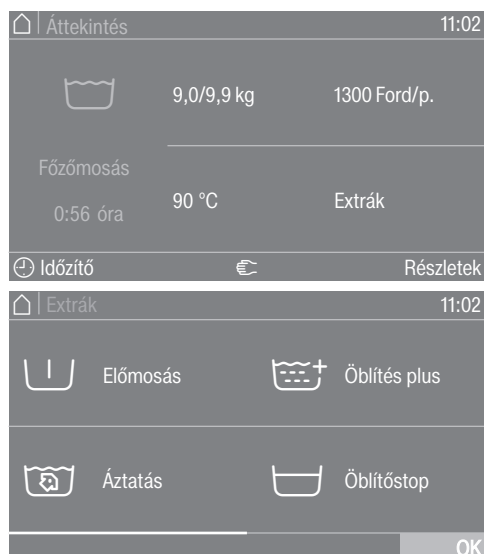 Áttekintés 11:02
9,0/9,9 kg 1300 Ford/p.
Főzőmosás
0:56 óra
90 °C Extrák
Időzítő Részletek
Extrák 11:02
Előmosás Öblítés plus
Áztatás Öblítőstop
OK